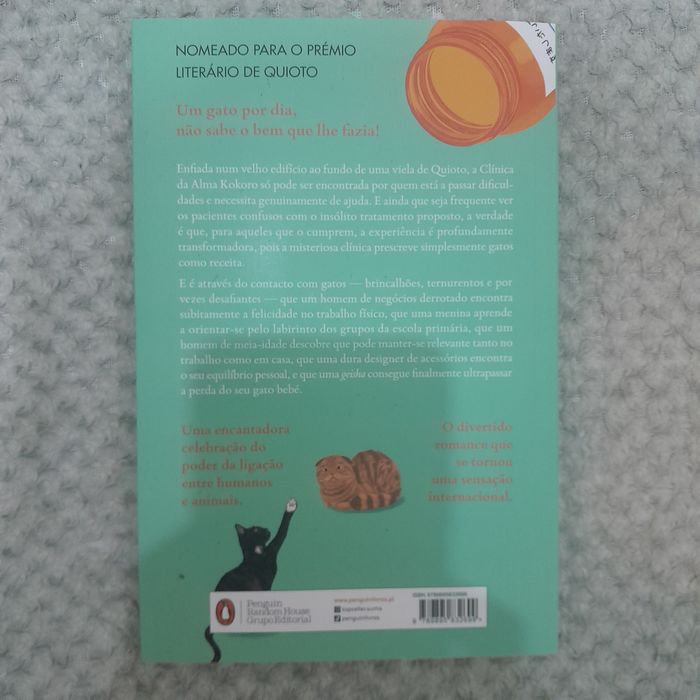 NOMEADO PARA O PRÉMIO
LITERÁRIO DE QUIOTO
Um gato por dia,
não sabe o bem que lhe fazia!
Enfiada num velho edifício ao fundo de uma viela de Quioto, a Clínica
da Alma Kokoro só pode ser encontrada por quem está a passar dificul-
dades e necessita genuinamente de ajuda. E ainda que seja frequente ver
os pacientes confusos com o insólito tratamento proposto, a verdade
é que, para aqueles que o cumprem, a experiência é profundamente
transformadora, pois a misteriosa clínica prescreve simplesmente gatos
como receita.
E é através do contacto com gatos — brincalhões, ternurentos e por
vezes desafiantes — que um homem de negócios derrotado encontra
subitamente a felicidade no trabalho físico, que uma menina aprende
a orientar-se pelo labirinto dos grupos da escola primária, que um
homem de meia-idade descobre que pode manter-se relevante tanto no
trabalho como em casa, que uma dura designer de acessórios encontra
o seu equilíbrio pessoal, e que uma geisha consegue finalmente ultrapassar
a perda do seu gato bebé.
Uma encantadora
celebração do
poder da ligação
entre humanos
e animais.
O divertido
romance que
se tornou
uma sensação
internacional.
Penguin
Random House
Grupo Editorial
www.penguinlivros.pt
penguinlivros